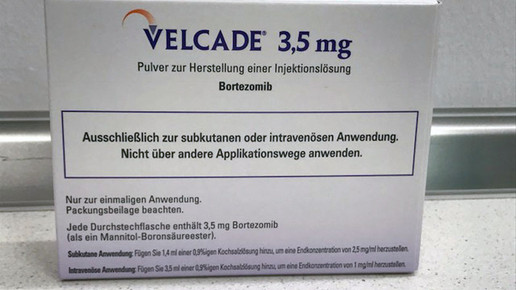 VELCADE® 3,5 mg
Pulver zur Herstellung einer Injektionslösung
Bortezomib
Ausschließlich zur subkutanen oder intravenösen Anwendung.
Nicht über andere Applikationswege anwenden.
Nur zur einmaligen Anwendung.
Packungsbeilage beachten.
Jede Durchstechflasche enthält 3,5 mg Bortezomib
(als ein Mannitol-Boronsäureester).
Subkutane Anwendung: Fügen Sie 1,4 ml einer 0,9%igen Kochsalzlösung hinzu, um eine Endkonzentration von 2,5 mg/ml herzustellen.
Intravenöse Anwendung: Fügen Sie 3,5 ml einer 0,9%igen Kochsalzlösung hinzu, um eine Endkonzentration von 1 mg/ml herzustellen.